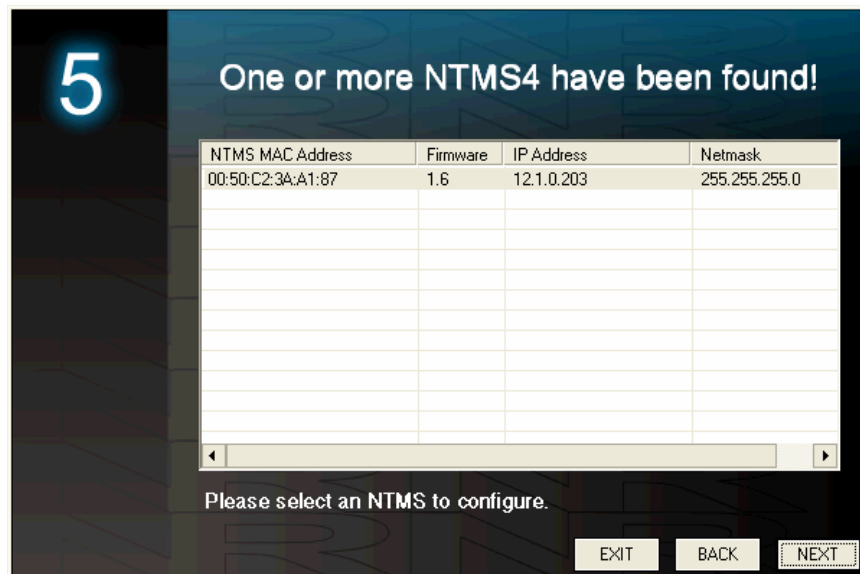 5
One or more NTMS4 have been found!
NTMS MAC Address Firmware IP Address Netmask
00:50:C2:3A:A1:87 1.6 12.1.0.203 255.255.255.0
Please select an NTMS to configure.
EXIT BACK NEXT